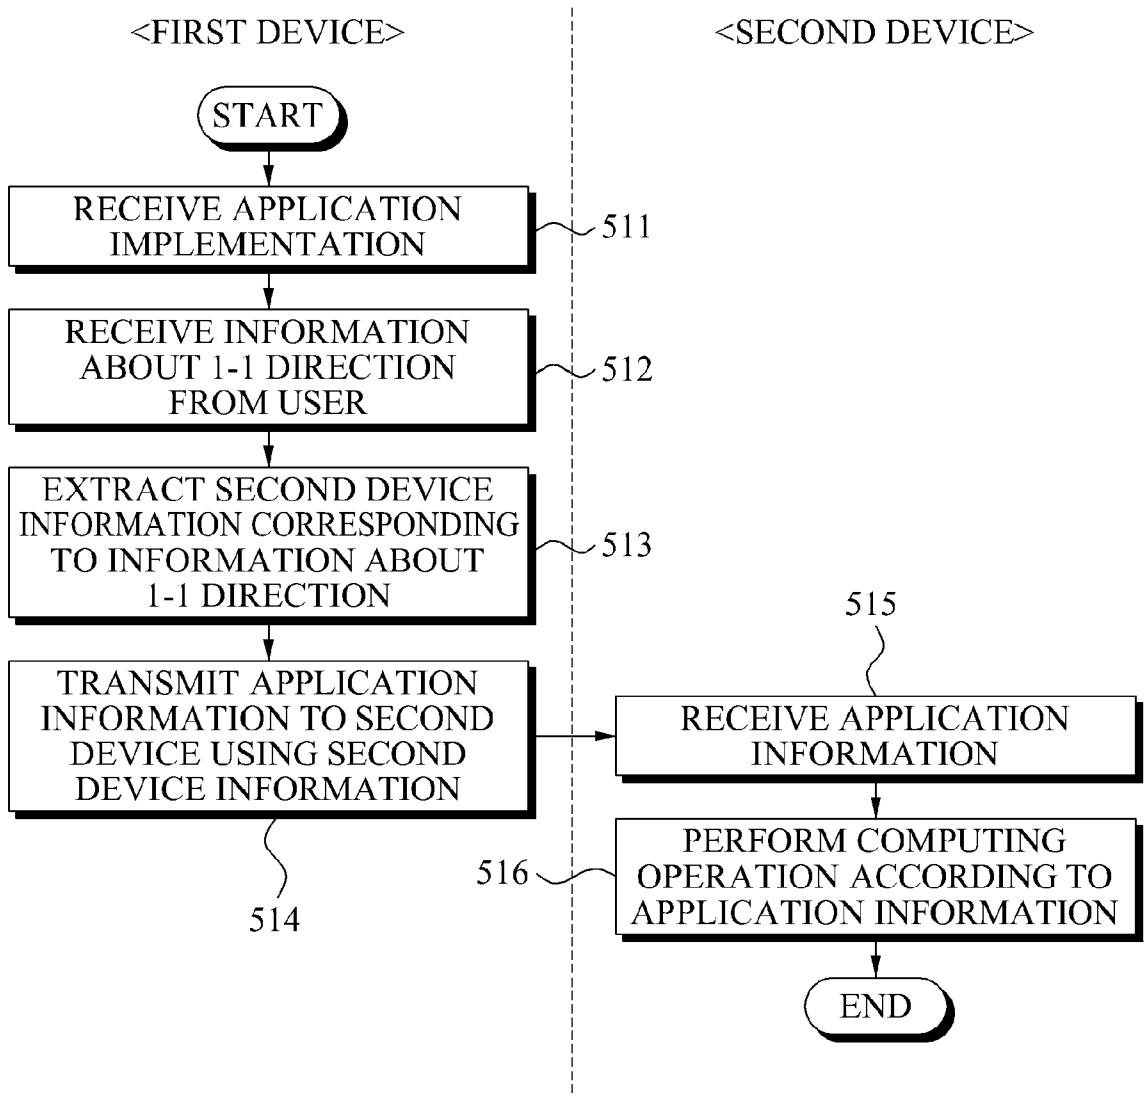 <FIRST DEVICE>
<SECOND DEVICE>
START
RECEIVE APPLICATION
IMPLEMENTATION
511
RECEIVE INFORMATION
ABOUT 1-1 DIRECTION
FROM USER
512
EXTRACT SECOND DEVICE
INFORMATION CORRESPONDING
TO INFORMATION ABOUT
1-1 DIRECTION
513
TRANSMIT APPLICATION
INFORMATION TO SECOND
DEVICE USING SECOND
DEVICE INFORMATION
514
515
RECEIVE APPLICATION
INFORMATION
516
PERFORM COMPUTING
OPERATION ACCORDING TO
APPLICATION INFORMATION
END